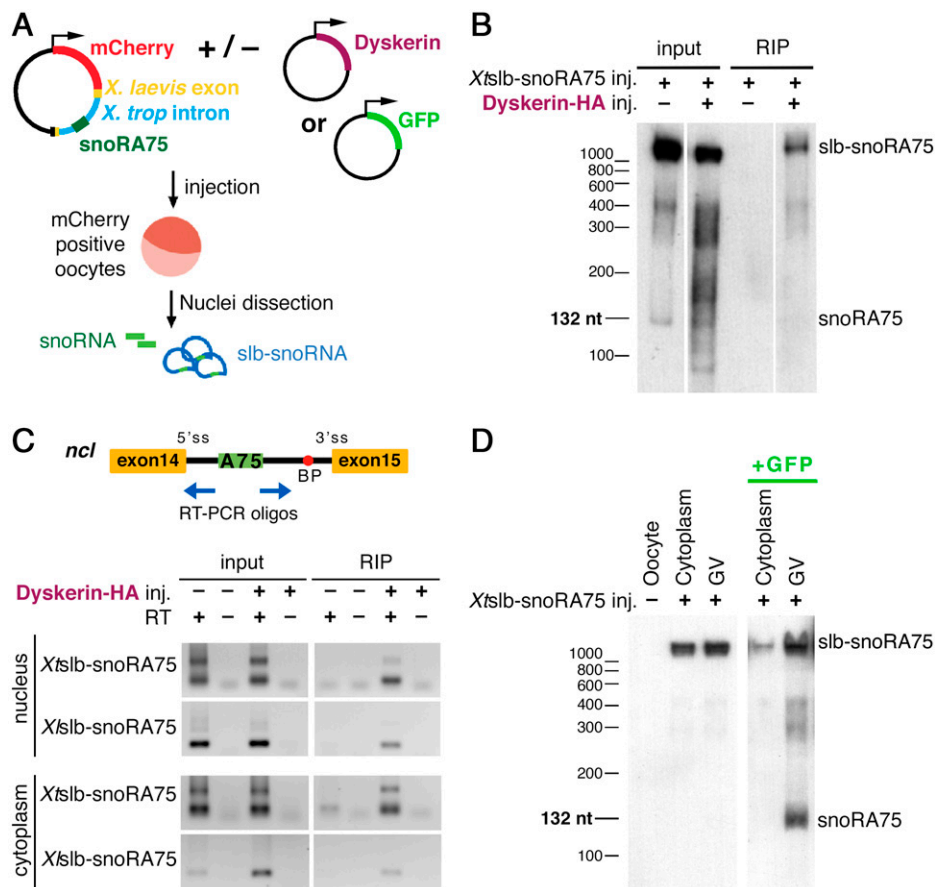 A
mCherry
X. laevis exon
X. trop intron
snoRA75
+ / –
Dyskerin
or
GFP
injection
mCherry
positive
oocytes
Nuclei dissection
snoRNA
slb-snoRNA
B
input RIP
Xtslb-snoRA75 inj. + + + +
Dyskerin-HA inj. – + – +
1000
800
600
400
300
200
132 nt
100
slb-snoRA75
snoRA75
C
ncl
5'ss 3'ss
exon14 A75 exon15
BP
RT-PCR oligos
input RIP
Dyskerin-HA inj. – – + + – – + +
RT + – + – + – + –
nucleus
Xtslb-snoRA75
Xlslb-snoRA75
cytoplasm
Xtslb-snoRA75
Xlslb-snoRA75
D
+GFP
Oocyte Cytoplasm GV Cytoplasm GV
Xtslb-snoRA75 inj. – + + + +
1000
800
600
400
300
200
132 nt
100
slb-snoRA75
snoRA75